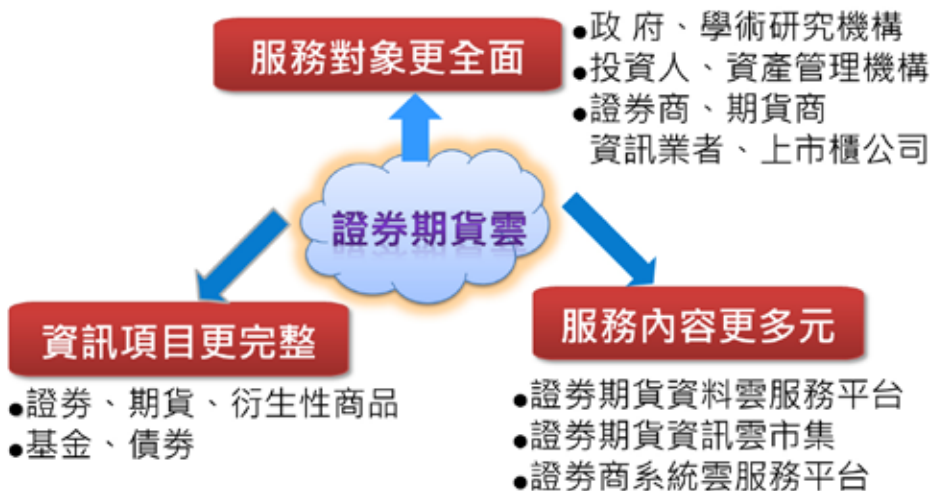 服務對象更全面
●政 府、學術研究機構
●投資人、資產管理機構
●證券商、期貨商
資訊業者、上市櫃公司
證券期貨雲
資訊項目更完整
●證券、期貨、衍生性商品
●基金、債券
服務內容更多元
●證券期貨資料雲服務平台
●證券期貨資訊雲市集
●證券商系統雲服務平台